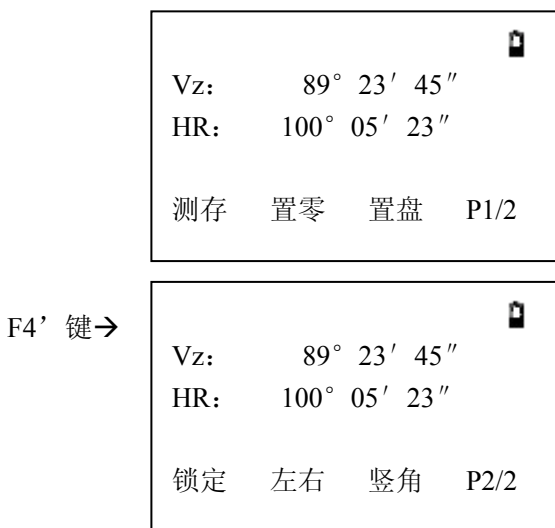 Vz： 89° 23′ 45″
HR： 100° 05′ 23″
测存 置零 置盘 P1/2
F4’键→
Vz： 89° 23′ 45″
HR： 100° 05′ 23″
锁定 左右 竖角 P2/2